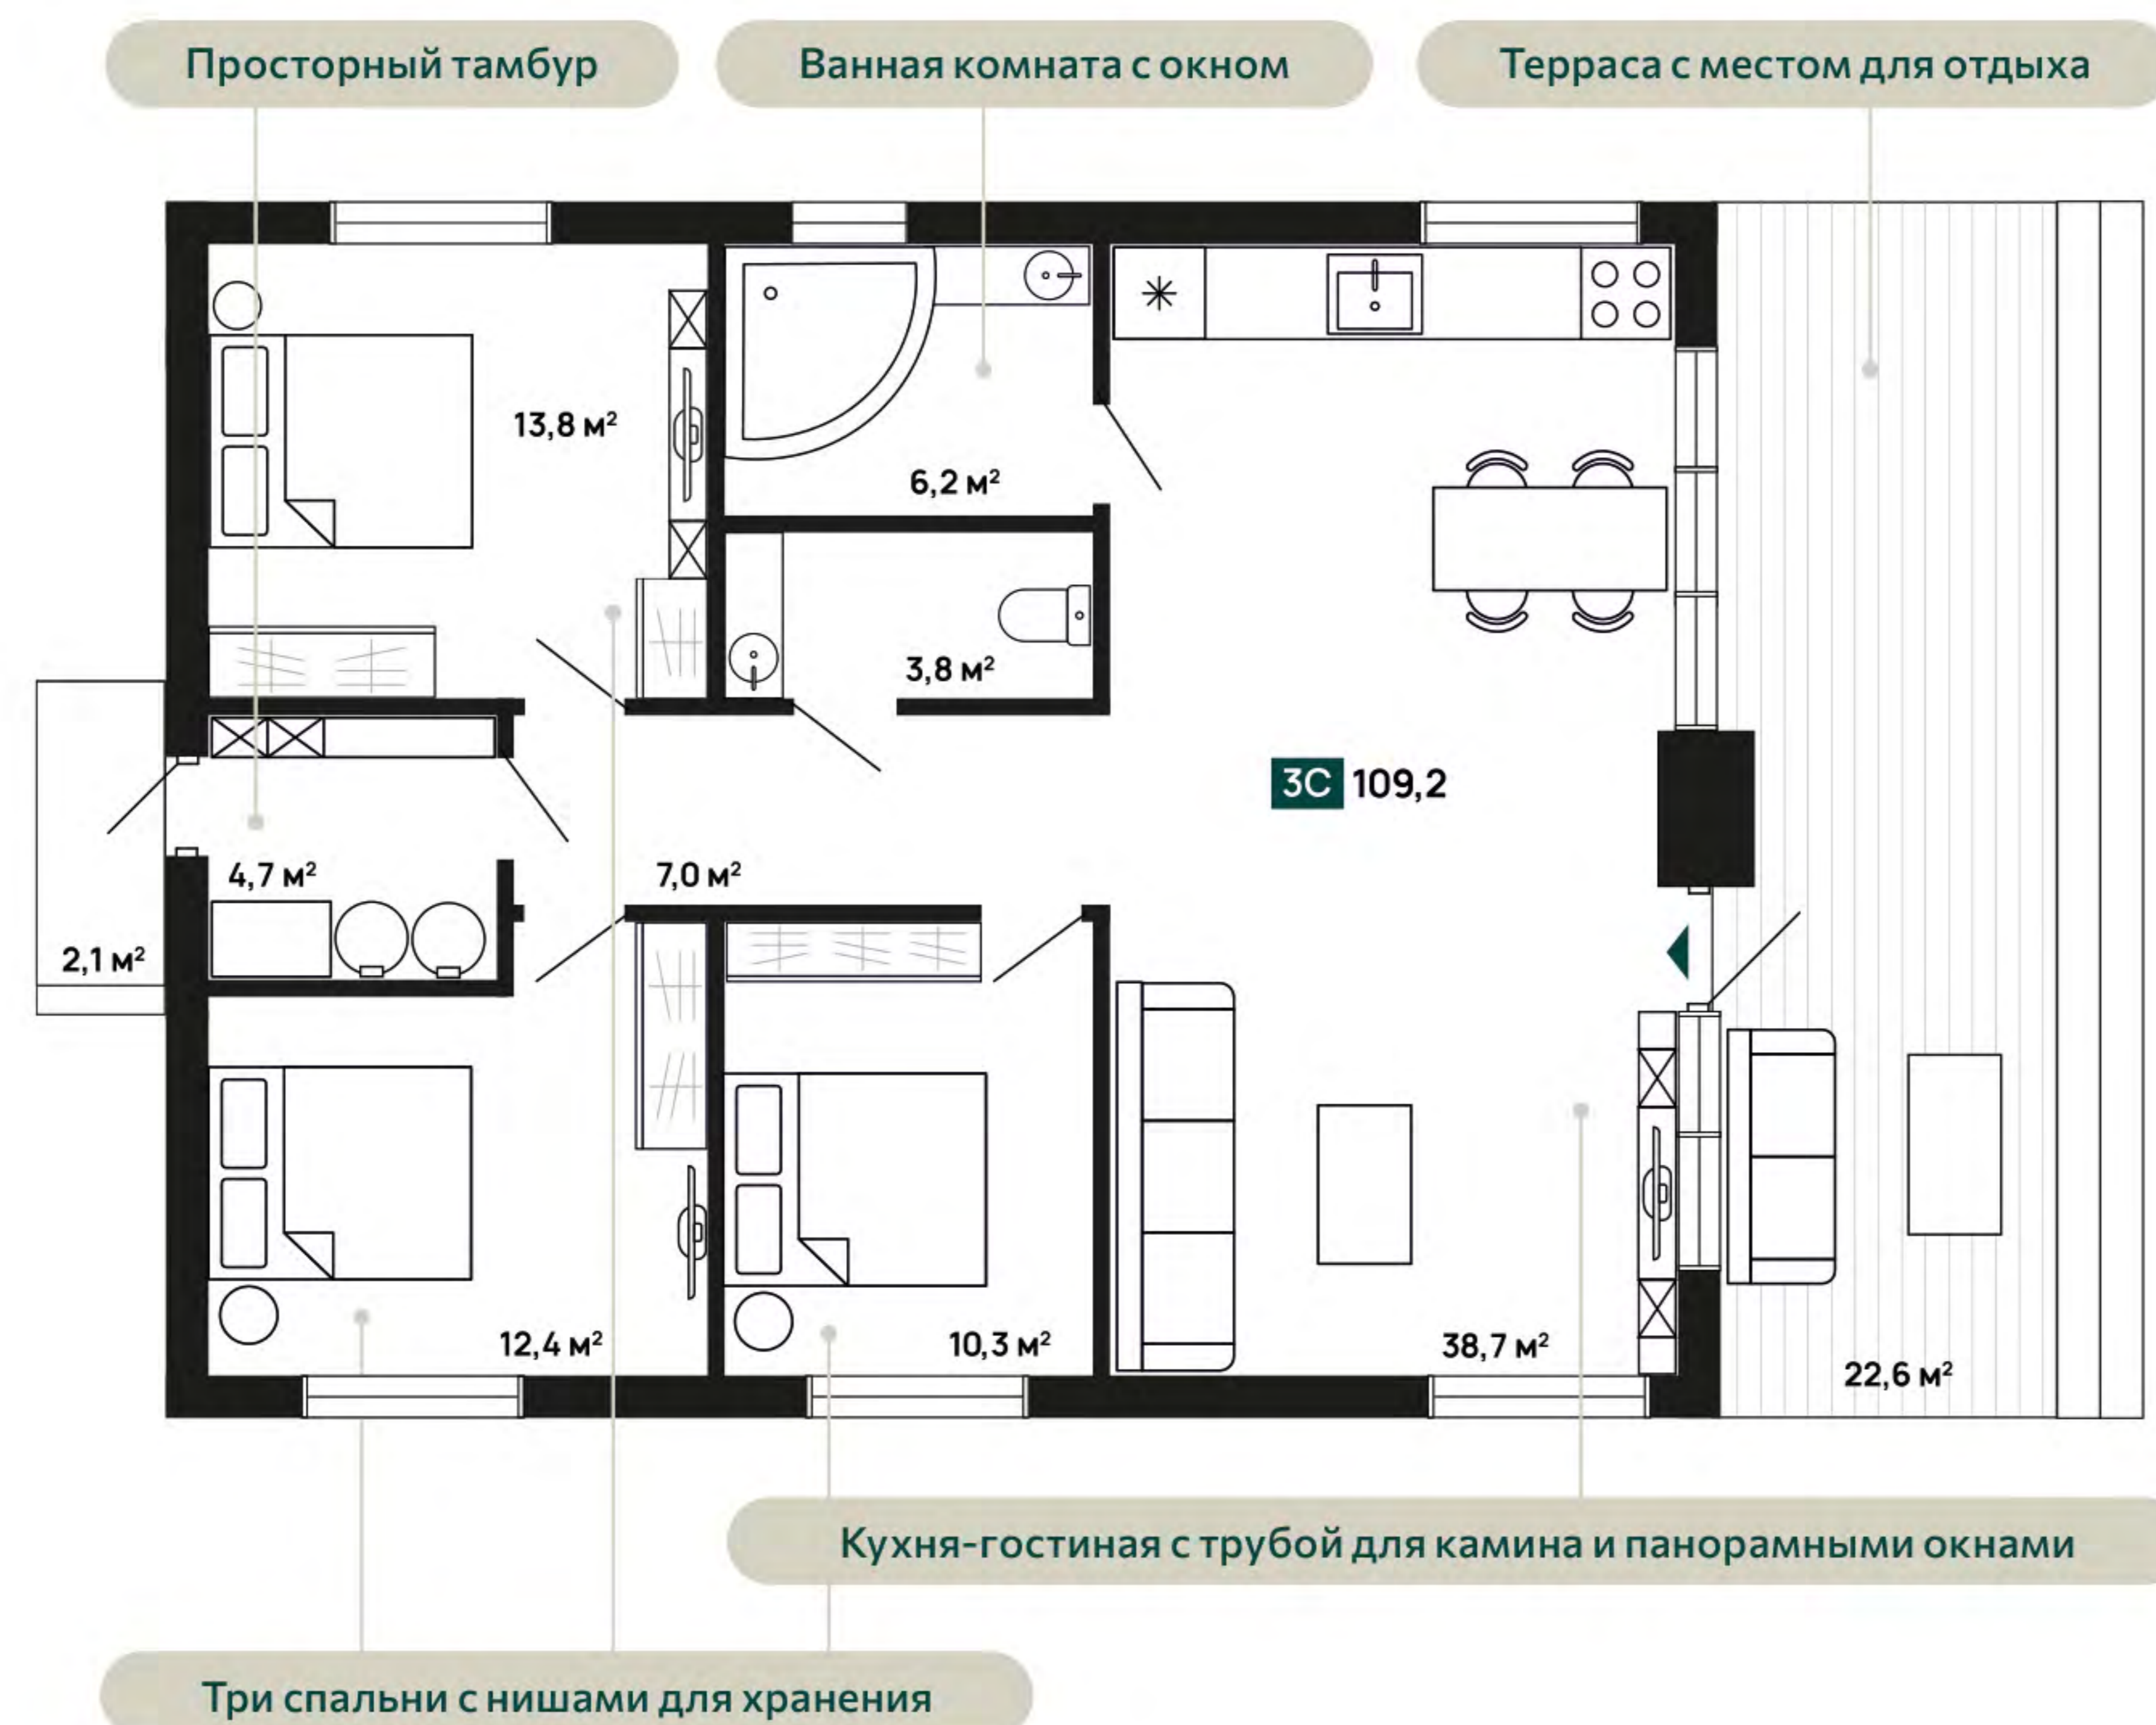 Просторный тамбур
Ванная комната с окном
Терраса с местом для отдыха
13,8 м²
6,2 м²
3,8 м²
3С 109,2
4,7 м²
7,0 м²
2,1 м²
12,4 м²
10,3 м²
38,7 м²
22,6 м²
Кухня-гостиная с трубой для камина и панорамными окнами
Три спальни с нишами для хранения